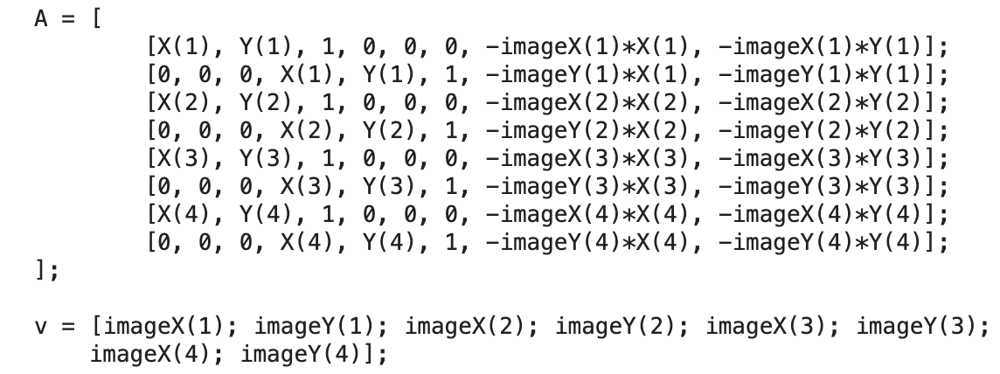 A = [
[X(1), Y(1), 1, 0, 0, 0, -imageX(1)*X(1), -imageX(1)*Y(1)];
[0, 0, 0, X(1), Y(1), 1, -imageY(1)*X(1), -imageY(1)*Y(1)];
[X(2), Y(2), 1, 0, 0, 0, -imageX(2)*X(2), -imageX(2)*Y(2)];
[0, 0, 0, X(2), Y(2), 1, -imageY(2)*X(2), -imageY(2)*Y(2)];
[X(3), Y(3), 1, 0, 0, 0, -imageX(3)*X(3), -imageX(3)*Y(3)];
[0, 0, 0, X(3), Y(3), 1, -imageY(3)*X(3), -imageY(3)*Y(3)];
[X(4), Y(4), 1, 0, 0, 0, -imageX(4)*X(4), -imageX(4)*Y(4)];
[0, 0, 0, X(4), Y(4), 1, -imageY(4)*X(4), -imageY(4)*Y(4)];
];
v = [imageX(1); imageY(1); imageX(2); imageY(2); imageX(3); imageY(3);
imageX(4); imageY(4)];